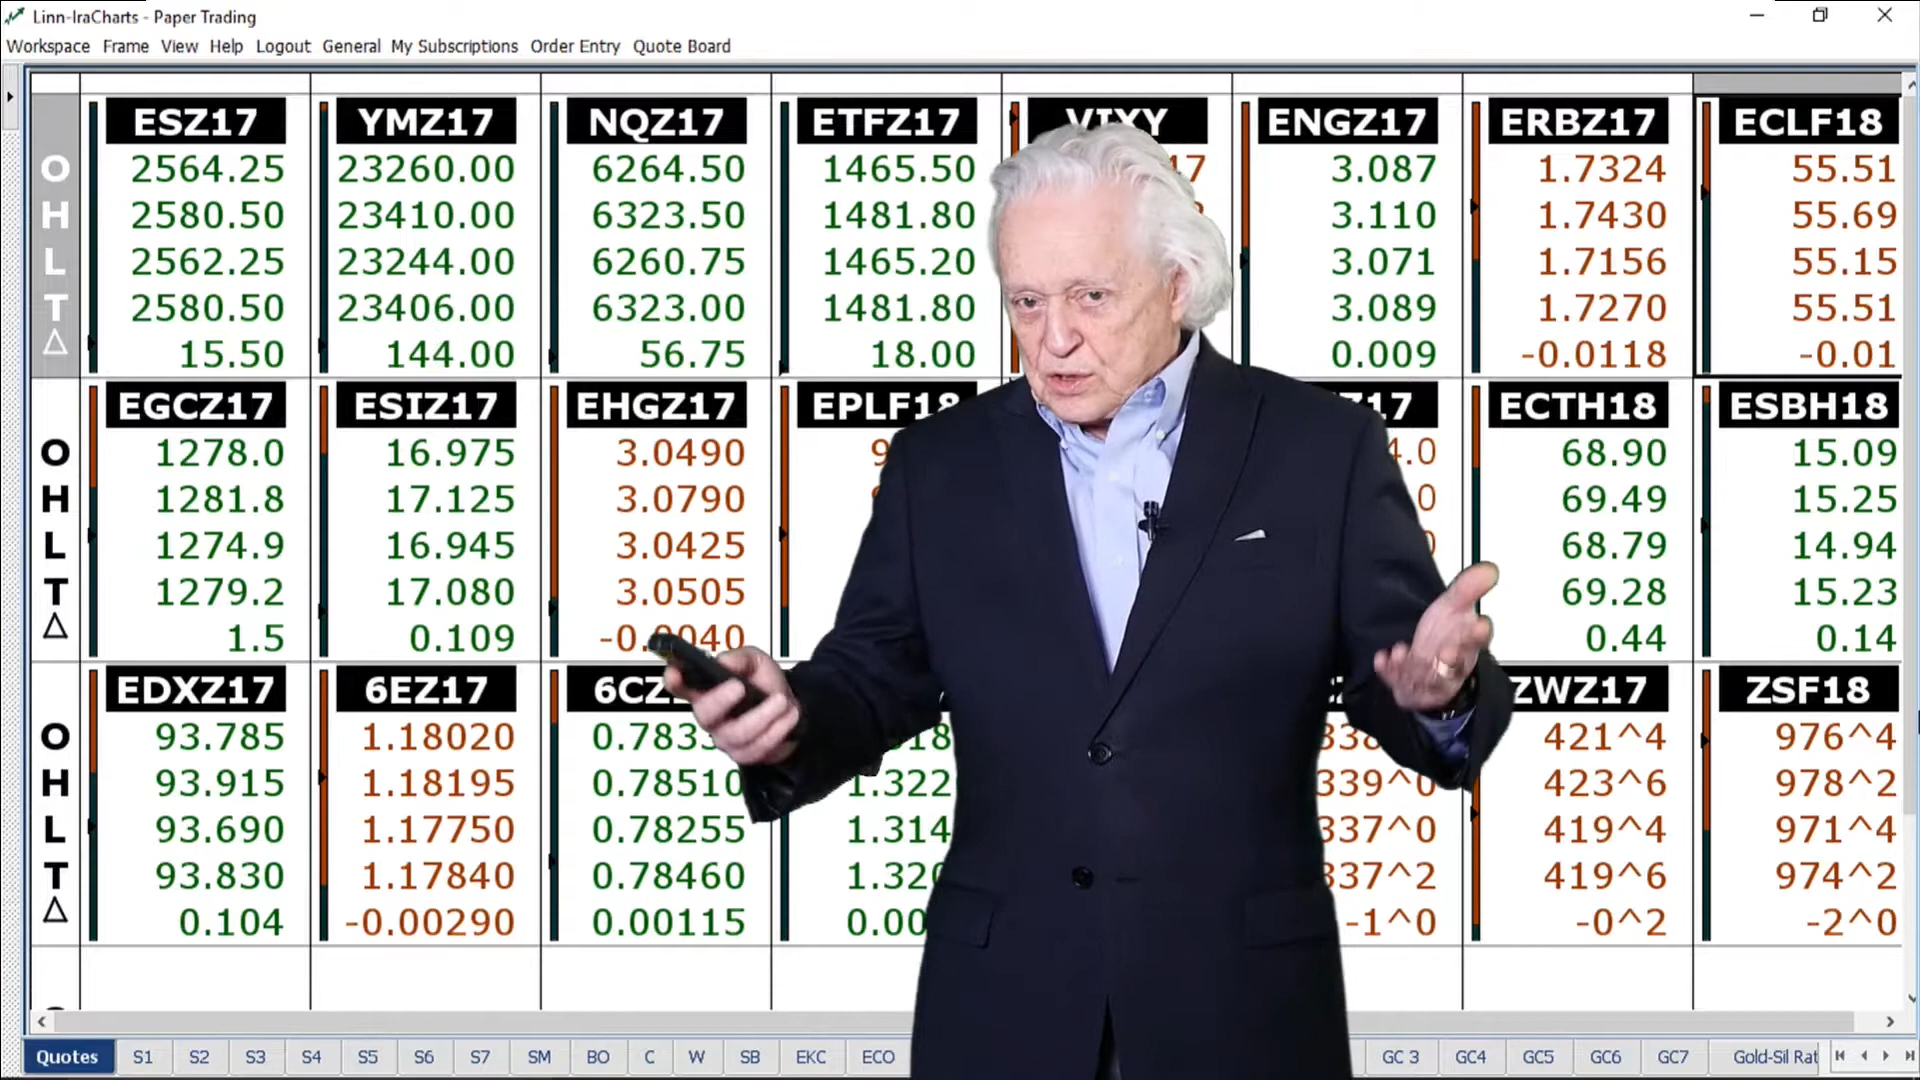 Linn-IraCharts - Paper Trading
Workspace Frame View Help Logout General My Subscriptions Order Entry Quote Board
ESZ17 YMZ17 NQZ17 ETFZ17 VIXY ENGZ17 ERBZ17 ECLF18
O 2564.25 23260.00 6264.50 1465.50 3.087 1.7324 55.51
H 2580.50 23410.00 6323.50 1481.80 3.110 1.7430 55.69
L 2562.25 23244.00 6260.75 1465.20 3.071 1.7156 55.15
T 2580.50 23406.00 6323.00 1481.80 3.089 1.7270 55.51
△ 15.50 144.00 56.75 18.00 0.009 -0.0118 -0.01
EGCZ17 ESIZ17 EHGZ17 EPLF18 ECTH18 ESBH18
O 1278.0 16.975 3.0490 68.90 15.09
H 1281.8 17.125 3.0790 69.49 15.25
L 1274.9 16.945 3.0425 68.79 14.94
T 1279.2 17.080 3.0505 69.28 15.23
△ 1.5 0.109 -0.0040 0.44 0.14
EDXZ17 6EZ17 ZWZ17 ZSF18
O 93.785 1.18020 421^4 976^4
H 93.915 1.18195 0.78510 339^0 423^6 978^2
L 93.690 1.17750 0.78255 337^0 419^4 971^4
T 93.830 1.17840 0.78460 337^2 419^6 974^2
△ 0.104 -0.00290 0.00115 -1^0 -0^2 -2^0
Quotes S1 S2 S3 S4 S5 S6 S7 SM BO C W SB EKC ECO GC 3 GC4 GC5 GC6 GC7 Gold-Sil Rat